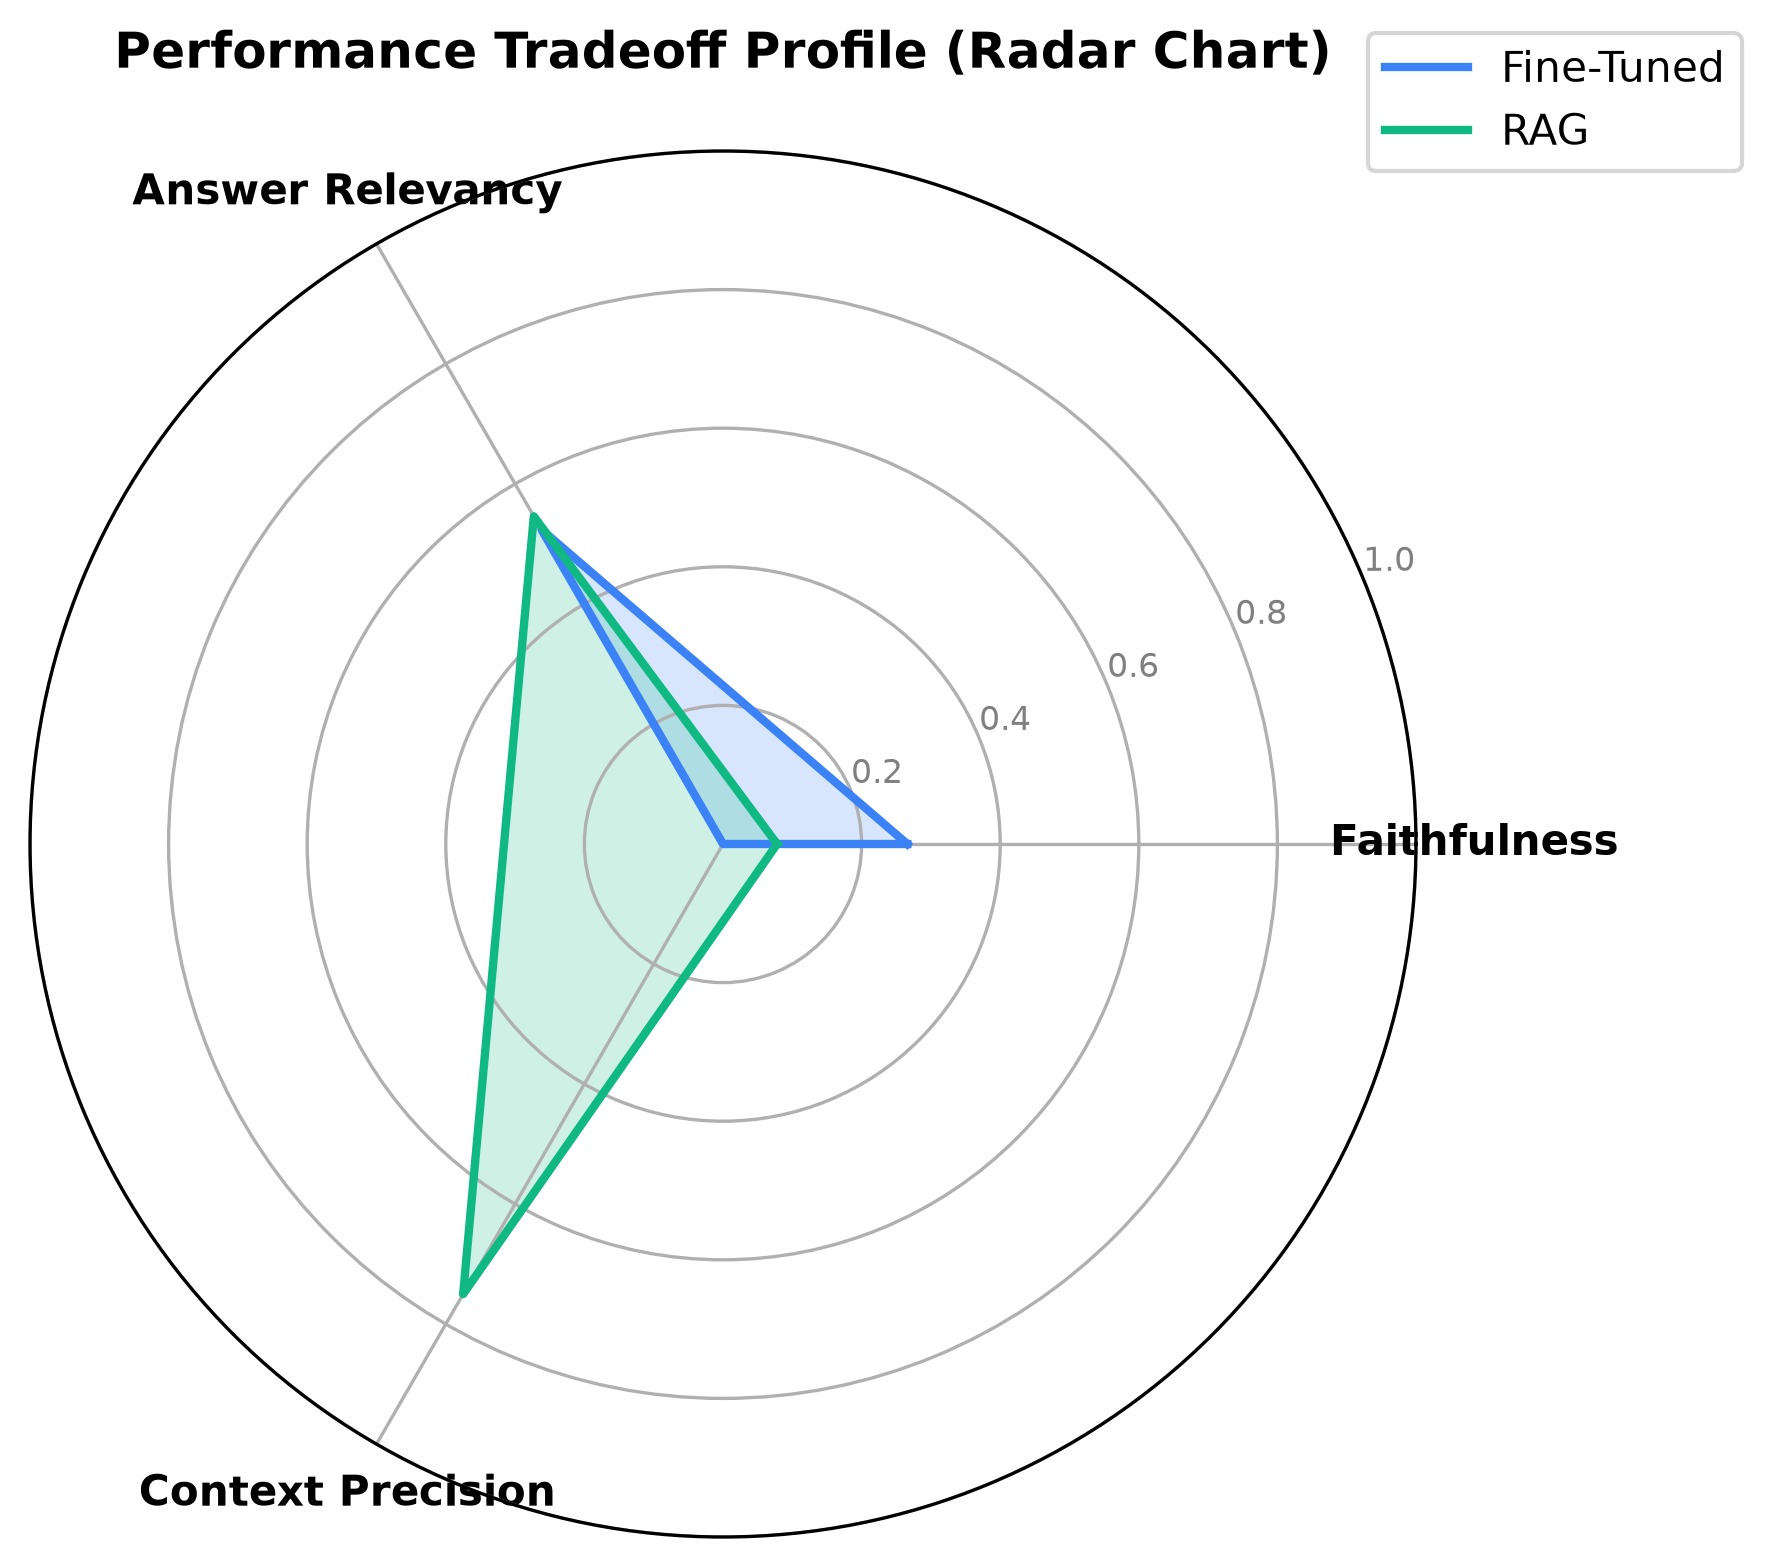 Performance Tradeoff Profile (Radar Chart)
Fine-Tuned
RAG
Answer Relevancy
1.0
0.8
0.6
0.4
0.2
Faithfulness
Context Precision